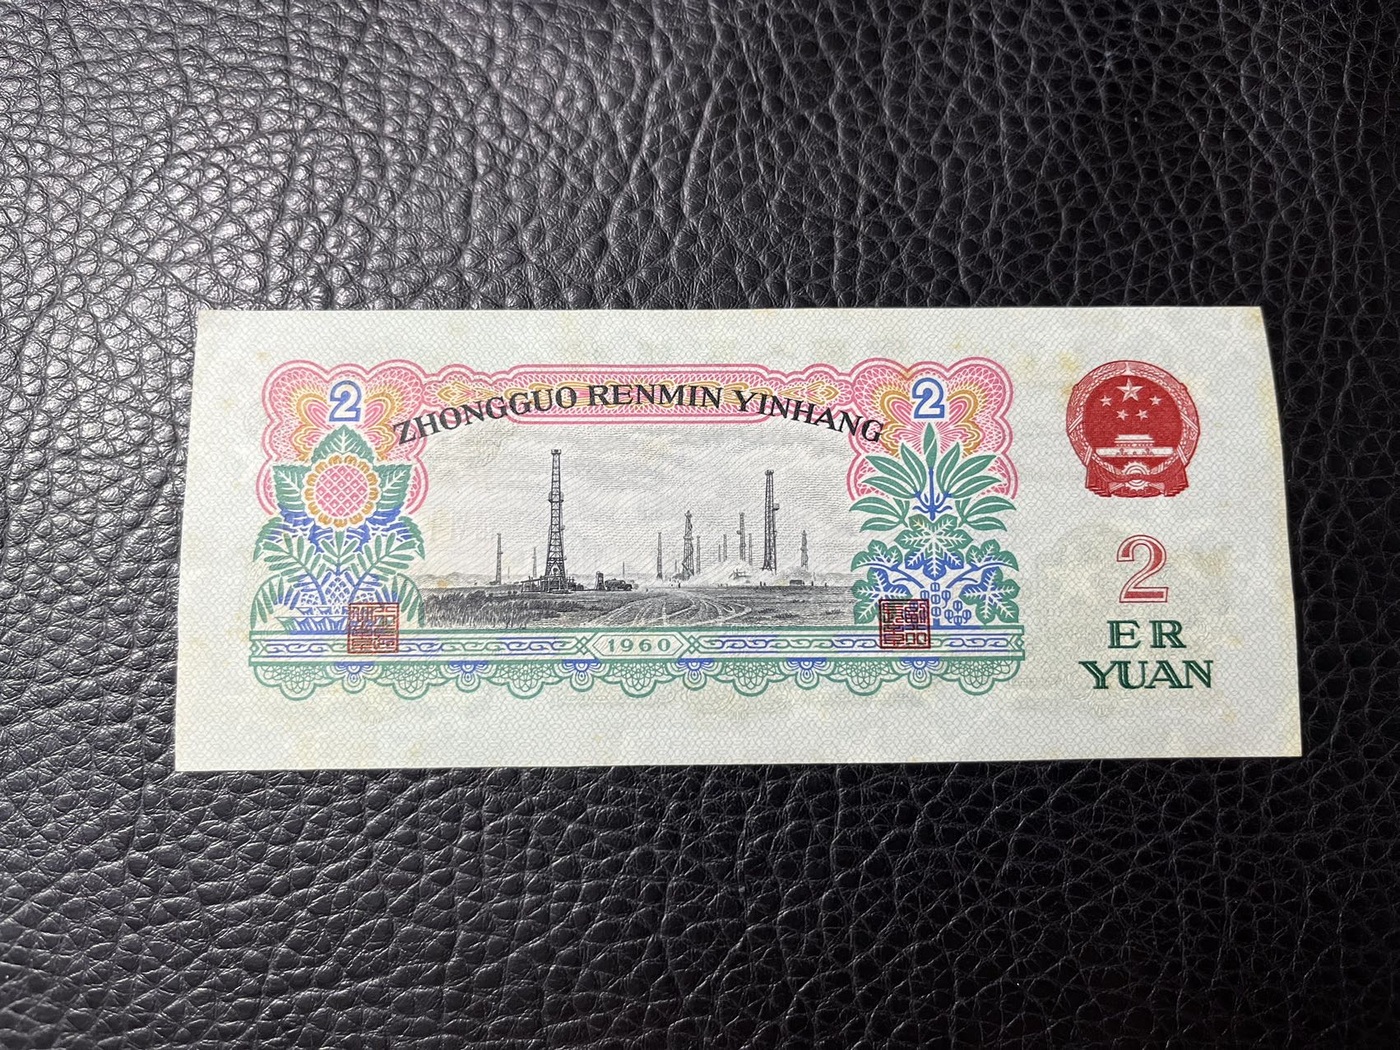 2
2
ZHONGGUO RENMIN YINHANG
1960
2
ER
YUAN